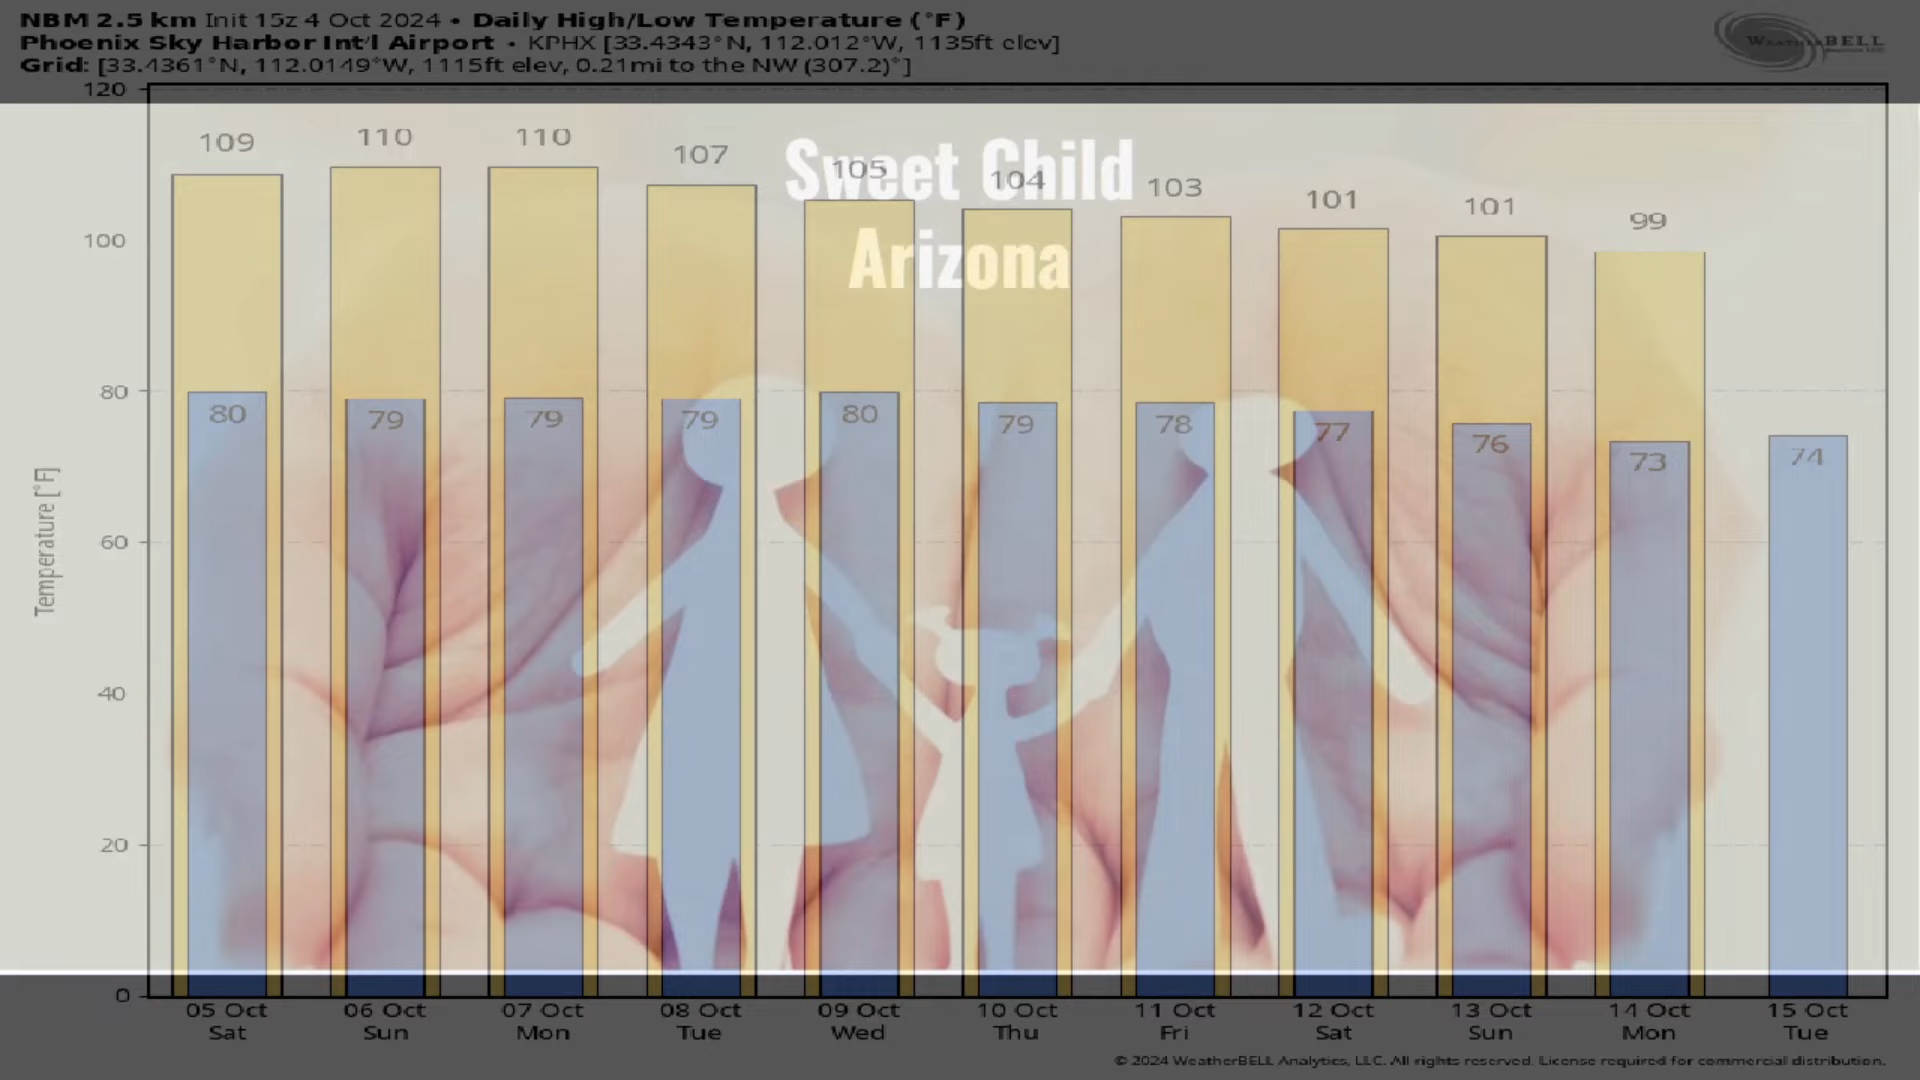 NBM 2.5 km Init 15z 4 Oct 2024 • Daily High/Low Temperature (°F)
Phoenix Sky Harbor Int'l Airport • KPHX [33.4343°N, 112.012°W, 1135ft elev]
Grid: [33.4361°N, 112.0149°W, 1115ft elev, 0.21mi to the NW (307.2)°]
WEATHERBELL
Sweet Child
Arizona
109 110 110 107 105 104 103 101 101 99
80 79 79 79 80 79 78 77 76 73 74
Temperature [°F]
120
100
80
60
40
20
0
05 Oct 06 Oct 07 Oct 08 Oct 09 Oct 10 Oct 11 Oct 12 Oct 13 Oct 14 Oct 15 Oct
Sat Sun Mon Tue Wed Thu Fri Sat Sun Mon Tue
© 2024 WeatherBELL Analytics, LLC. All rights reserved. License required for commercial distribution.